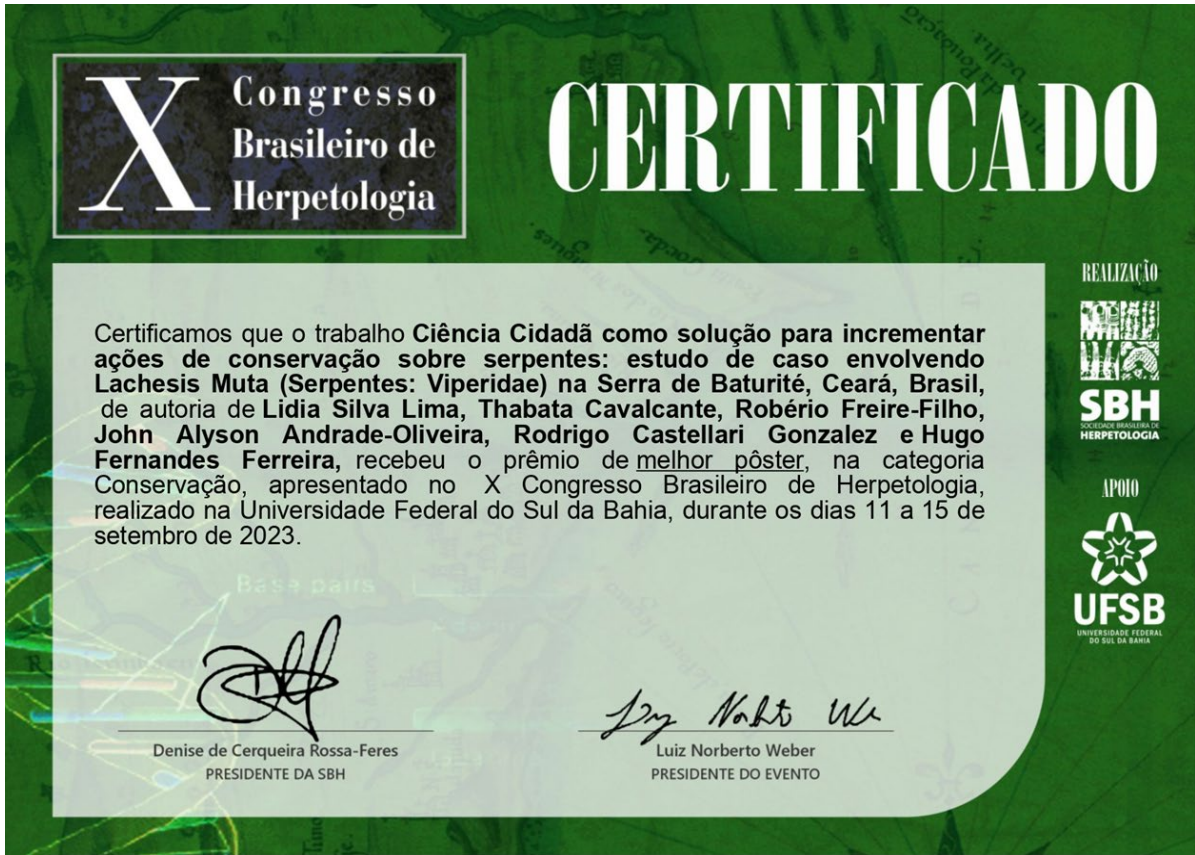 X
Congresso
Brasileiro de
Herpetologia
CERTIFICADO
Certificamos que o trabalho Ciência Cidadã como solução para incrementar
ações de conservação sobre serpentes: estudo de caso envolvendo
Lachesis Muta (Serpentes: Viperidae) na Serra de Baturité, Ceará, Brasil,
de autoria de Lidia Silva Lima, Thabata Cavalcante, Robério Freire-Filho,
John Alyson Andrade-Oliveira, Rodrigo Castellari Gonzalez e Hugo
Fernandes Ferreira, recebeu o prêmio de melhor pôster, na categoria
Conservação, apresentado no X Congresso Brasileiro de Herpetologia,
realizado na Universidade Federal do Sul da Bahia, durante os dias 11 a 15 de
setembro de 2023.
Base pairs
Denise de Cerqueira Rossa-Feres
PRESIDENTE DA SBH
Luiz Norberto Weber
PRESIDENTE DO EVENTO
REALIZAÇÃO
SBH
SOCIEDADE BRASILEIRA DE
HERPETOLOGIA
APOIO
UFSB
UNIVERSIDADE FEDERAL
DO SUL DA BAHIA